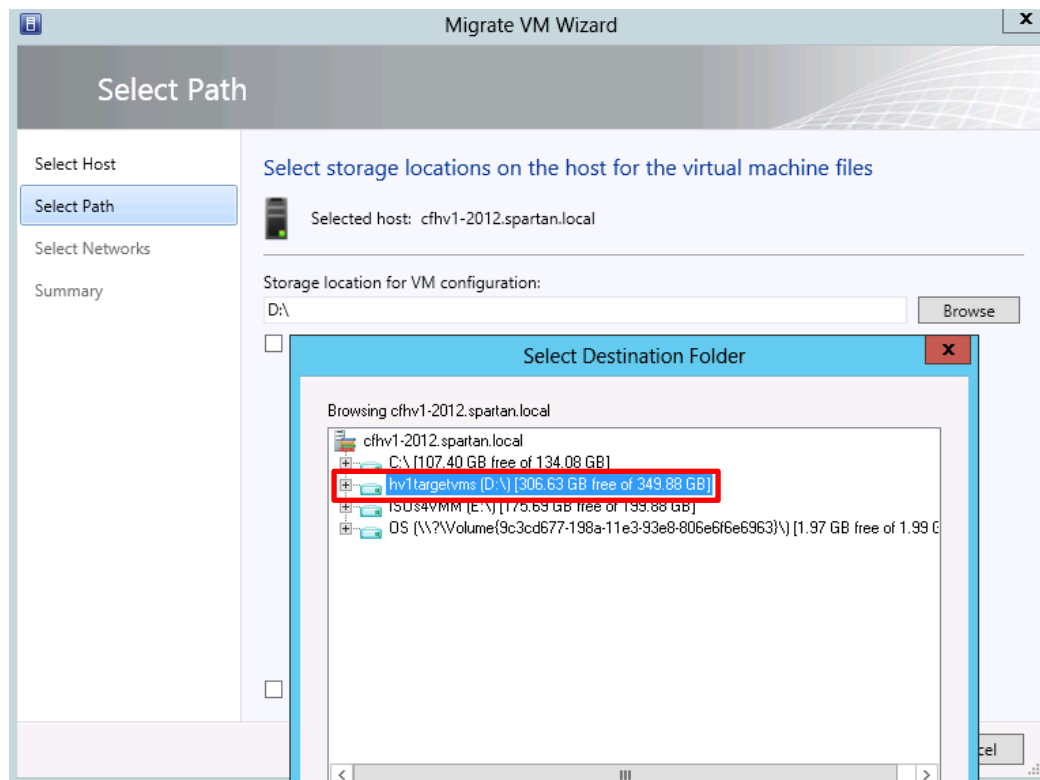 Migrate VM Wizard
x
Select Path
Select Host
Select Path
Select Networks
Summary
Select storage locations on the host for the virtual machine files
Selected host: cfhv1-2012.spartan.local
Storage location for VM configuration:
D:\
Browse
Select Destination Folder
x
Browsing cfhv1-2012.spartan.local
cfhv1-2012.spartan.local
C:\ [107.40 GB free of 134.08 GB]
hv1targetvms (D:\) [306.63 GB free of 349.88 GB]
ISOs4VMM (E:\) [175.69 GB free of 199.88 GB]
OS (\\?\Volume{9c3cd677-198a-11e3-93e8-806e6f6e6963}\) [1.97 GB free of 1.99 G
cel